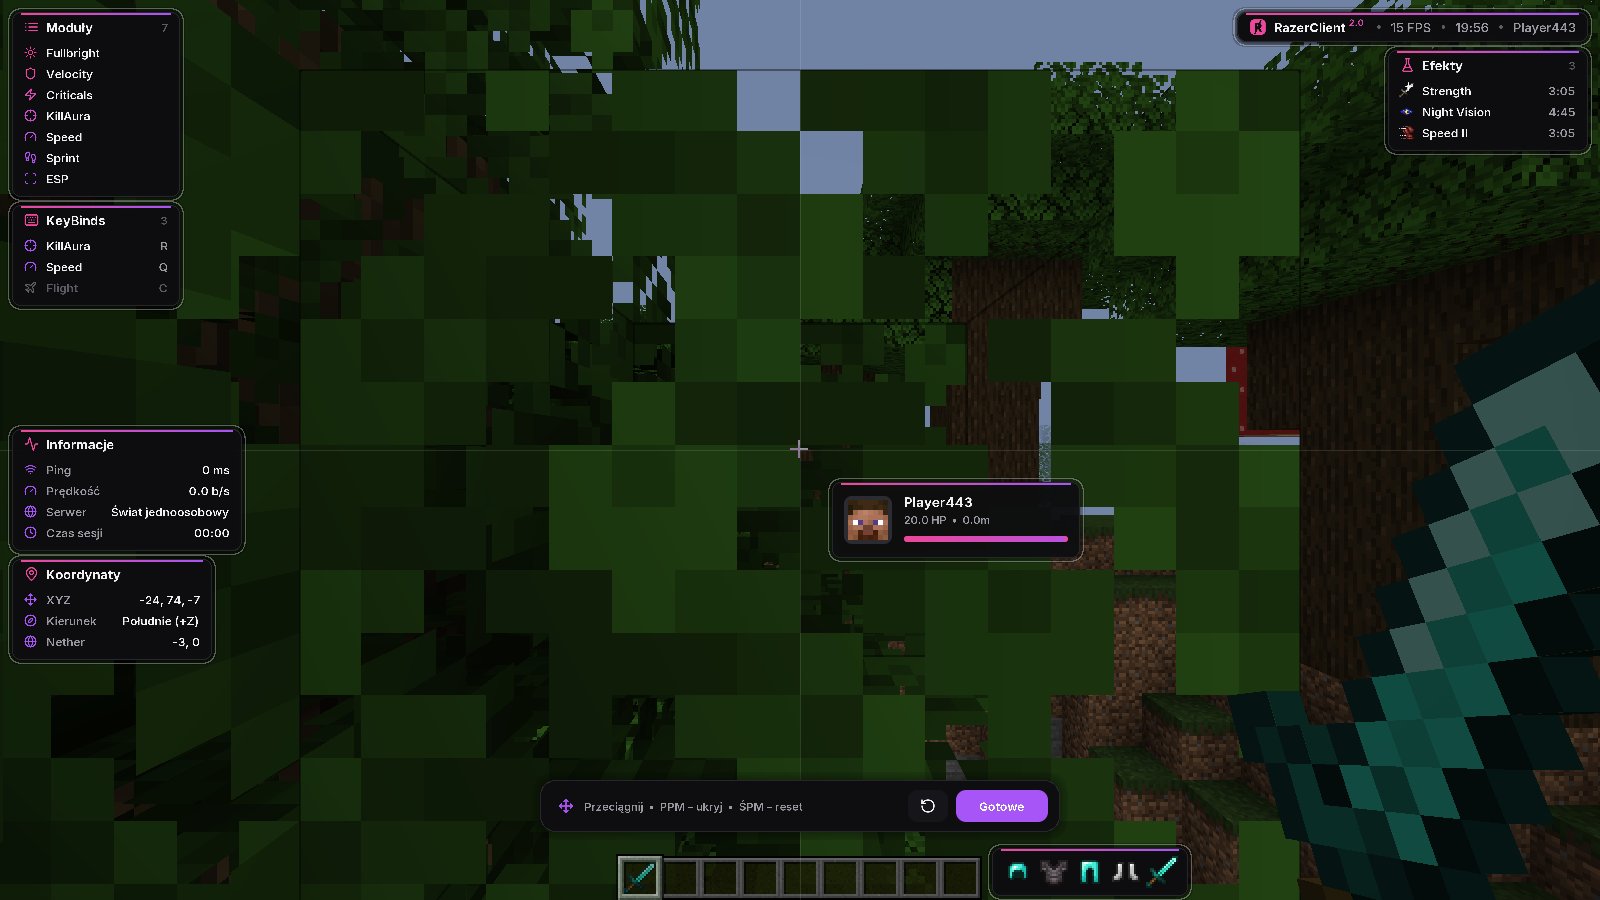 Moduły 7
Fullbright
Velocity
Criticals
KillAura
Speed
Sprint
ESP
KeyBinds 3
KillAura R
Speed Q
Flight C
Informacje
Ping 0 ms
Prędkość 0.0 b/s
Serwer Świat jednoosobowy
Czas sesji 00:00
Koordynaty
XYZ -24, 74, -7
Kierunek Południe (+Z)
Nether -3, 0
RazerClient 2.0 • 15 FPS • 19:56 • Player443
Efekty 3
Strength 3:05
Night Vision 4:45
Speed II 3:05
Player443
20.0 HP • 0.0m
Przeciągnij • PPM – ukryj • ŚPM – reset
Gotowe